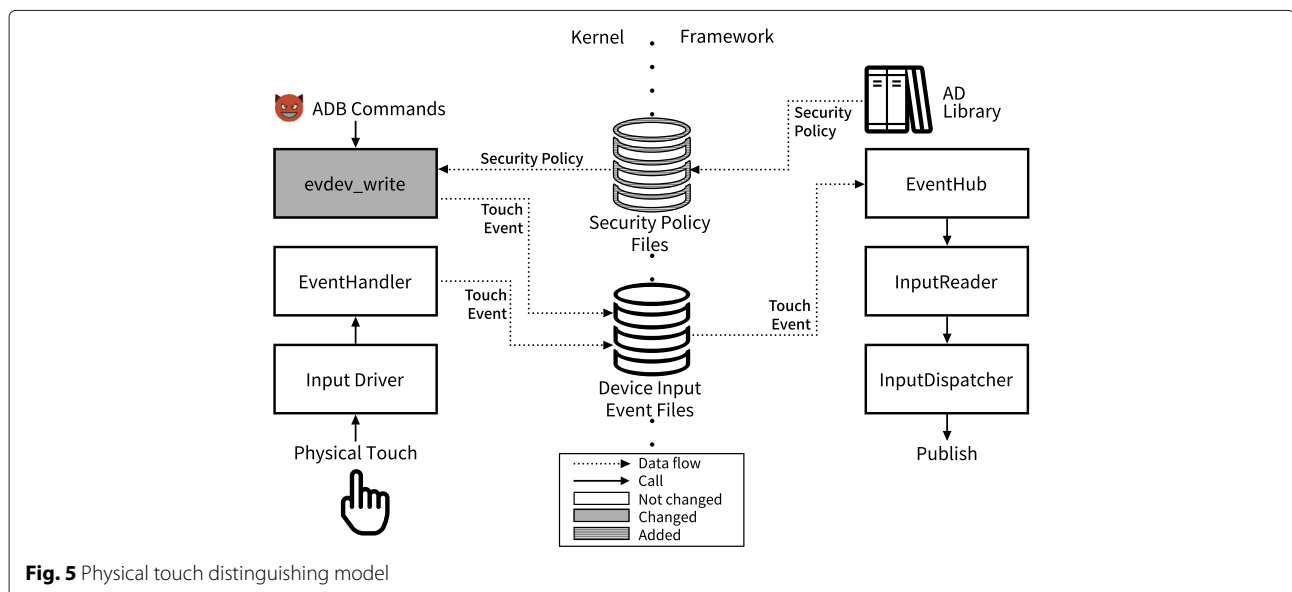 Kernel
Framework
ADB Commands
evdev_write
Security Policy
Touch
Event
EventHandler
Touch
Event
Input Driver
Physical Touch
Security Policy
Files
Device Input
Event Files
Security
Policy
AD
Library
Touch
Event
EventHub
InputReader
InputDispatcher
Publish
Data flow
Call
Not changed
Changed
Added
Fig. 5 Physical touch distinguishing model